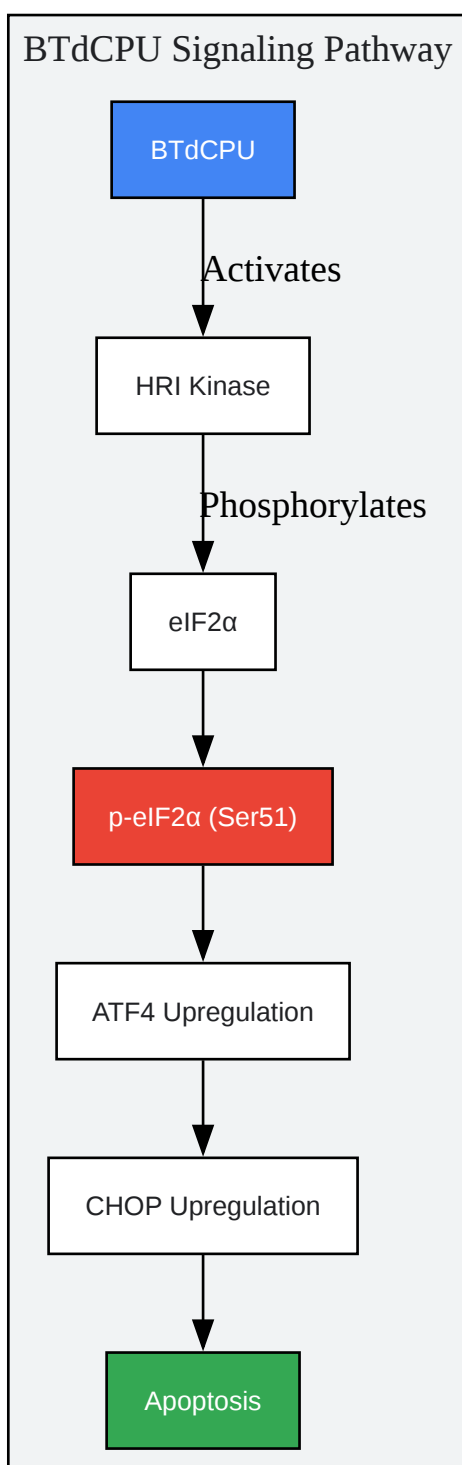 BTdCPU Signaling Pathway
BTdCPU
Activates
HRI Kinase
Phosphorylates
eIF2α
p-eIF2α (Ser51)
ATF4 Upregulation
CHOP Upregulation
Apoptosis